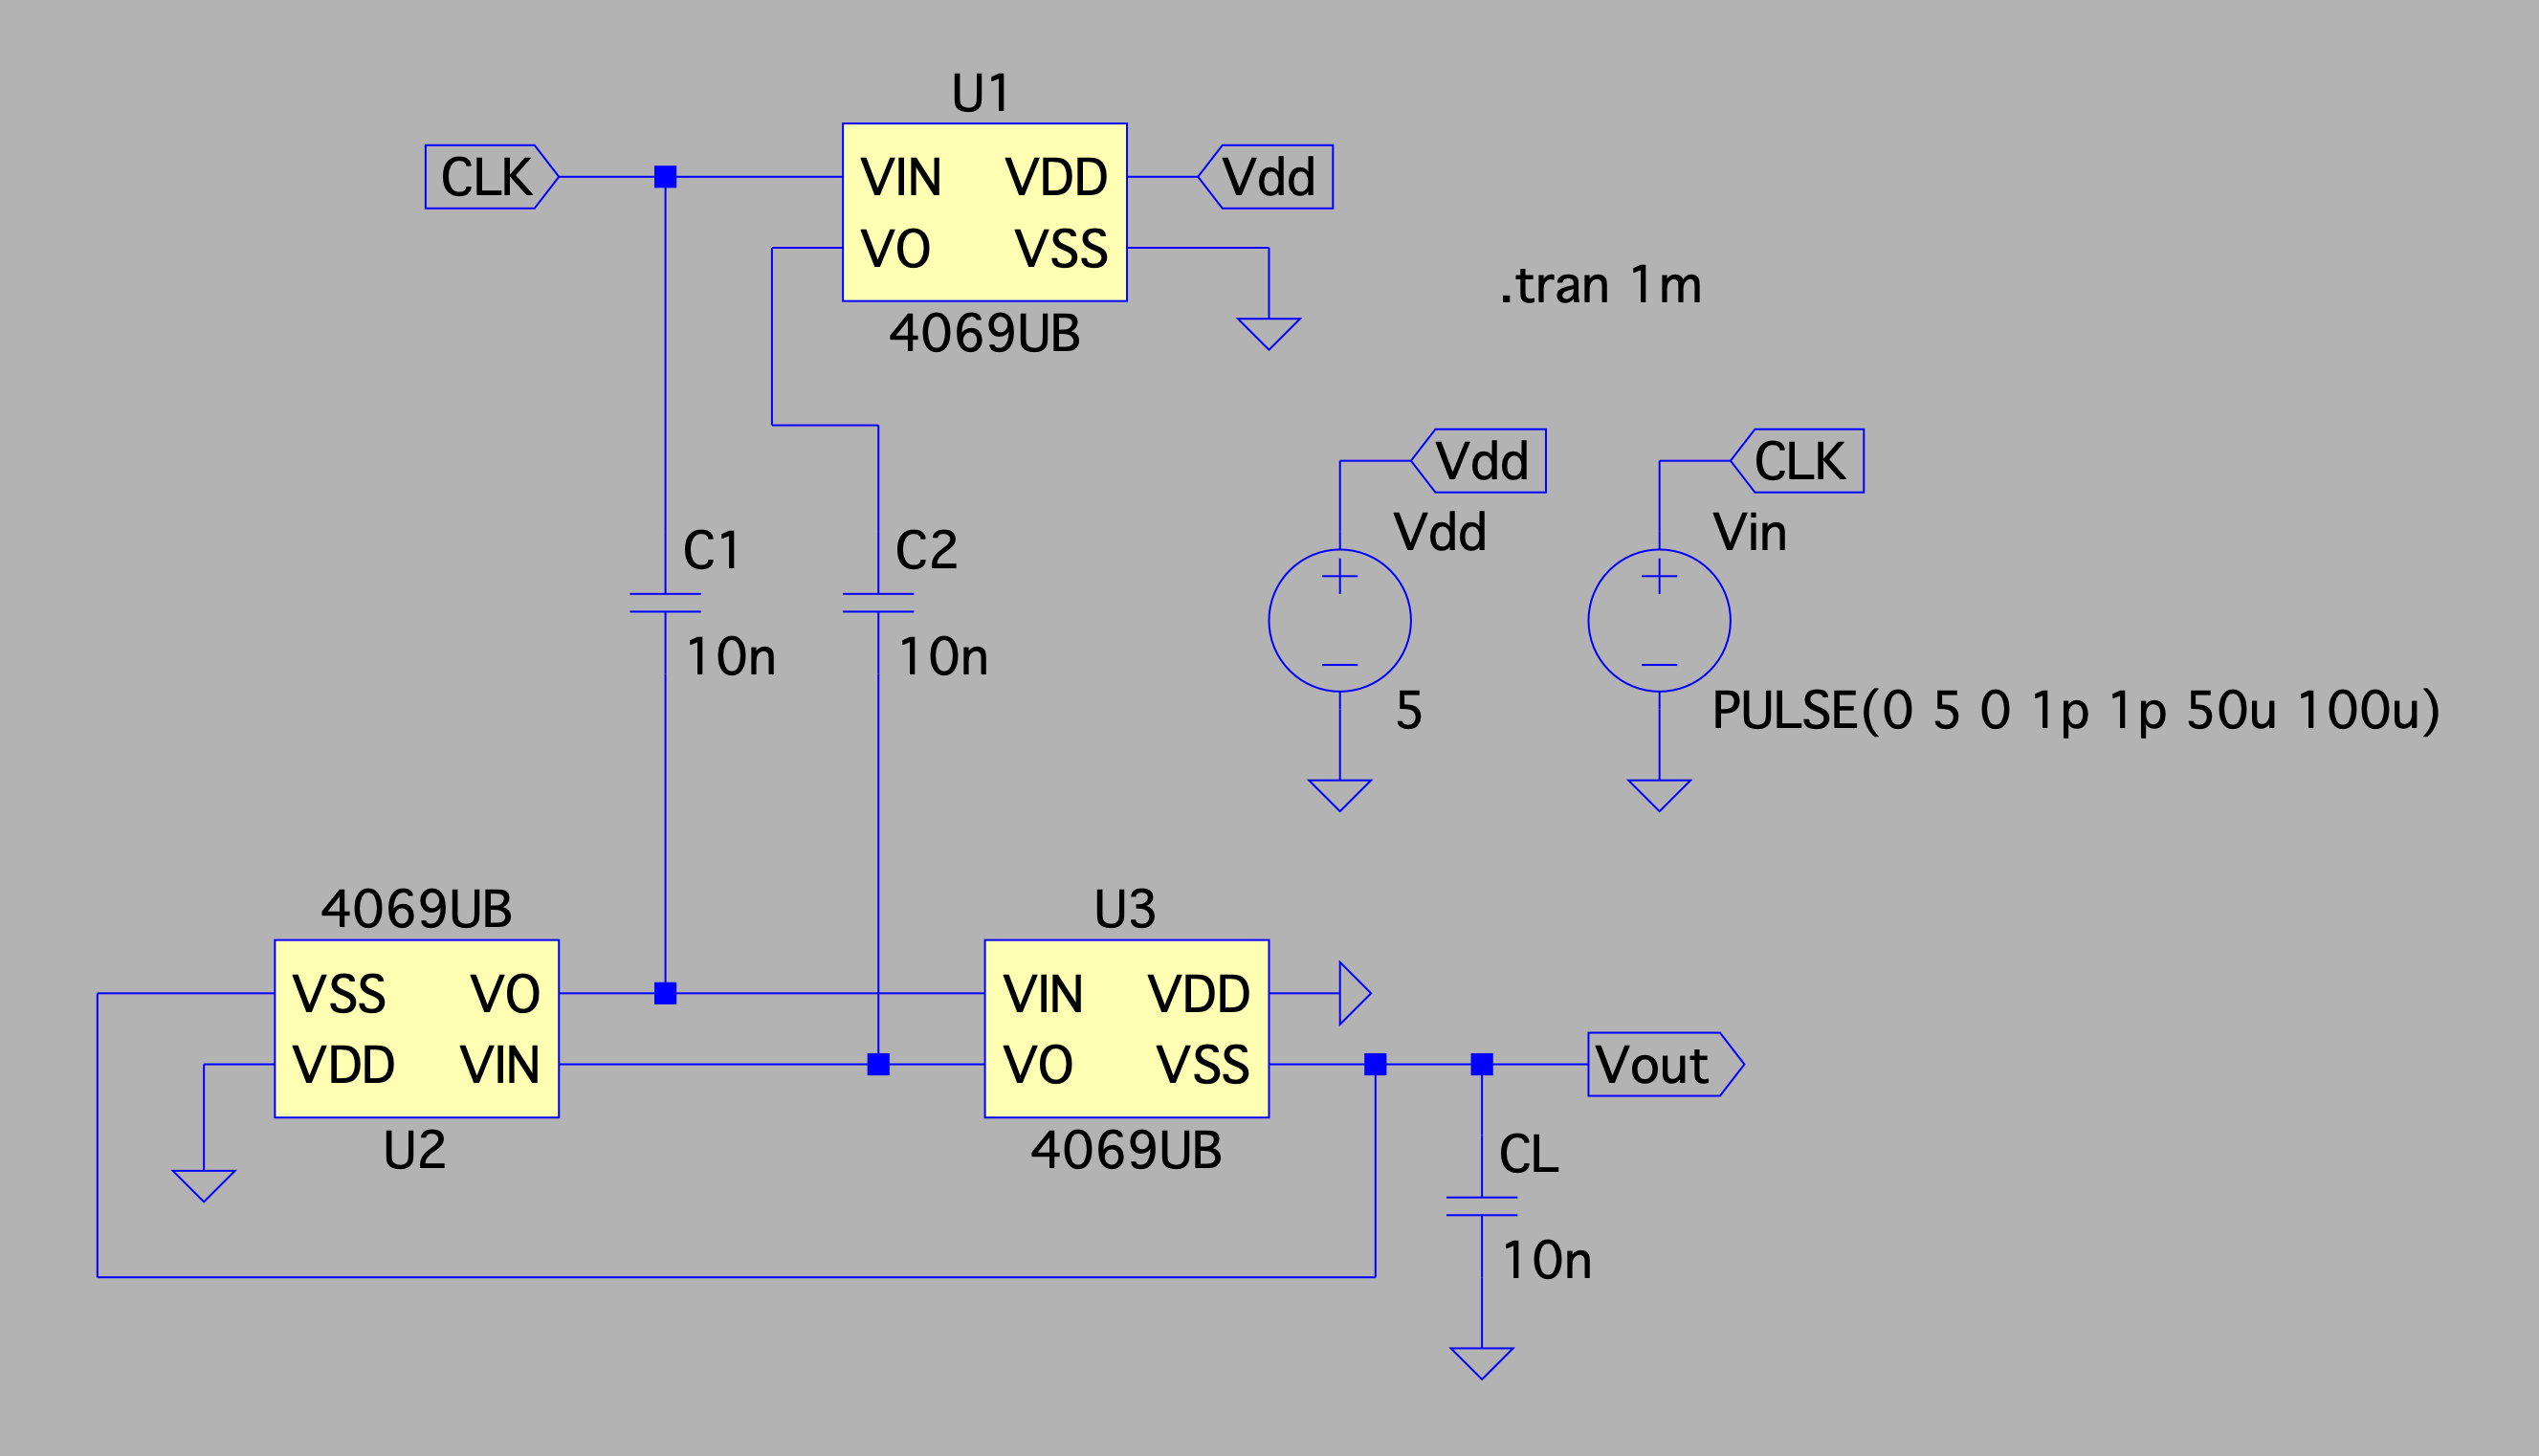 U1
CLK
VIN VDD
Vdd
VO VSS
4069UB
.tran 1m
Vdd
CLK
Vdd
Vin
C1
C2
10n
10n
5
PULSE(0 5 0 1p 1p 50u 100u)
4069UB
U3
VSS VO
VIN VDD
VDD VIN
VO VSS
Vout
U2
4069UB
CL
10n